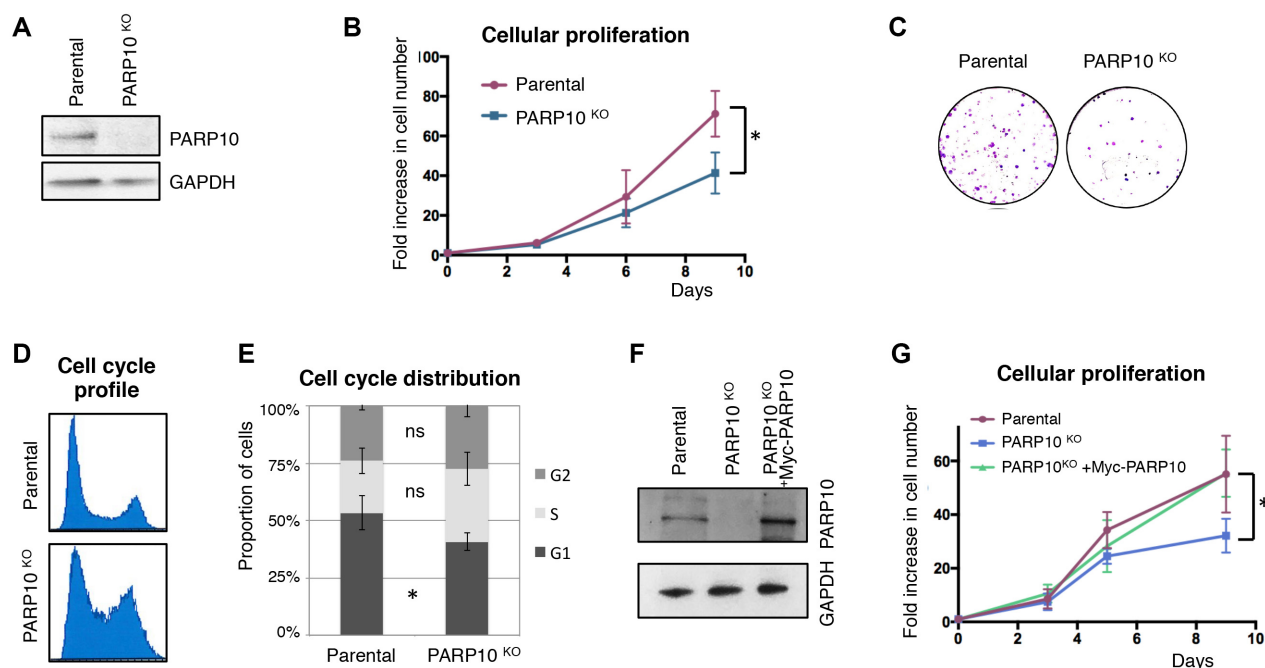 A
Parental
PARP10 KO
PARP10
GAPDH
B
Cellular proliferation
Fold increase in cell number
100
80
60
40
20
0
0 2 4 6 8 10
Days
Parental
PARP10 KO
*
C
Parental PARP10 KO
D
Cell cycle
profile
Parental
PARP10 KO
E
Cell cycle distribution
Proportion of cells
100%
75%
50%
25%
0%
ns
ns
*
G2
S
G1
Parental PARP10 KO
F
Parental
PARP10 KO
PARP10 KO
+Myc-PARP10
PARP10
GAPDH
G
Cellular proliferation
Fold increase in cell number
Parental
PARP10 KO
PARP10KO +Myc-PARP10
60
40
20
0
0 2 4 6 8 10
Days
*